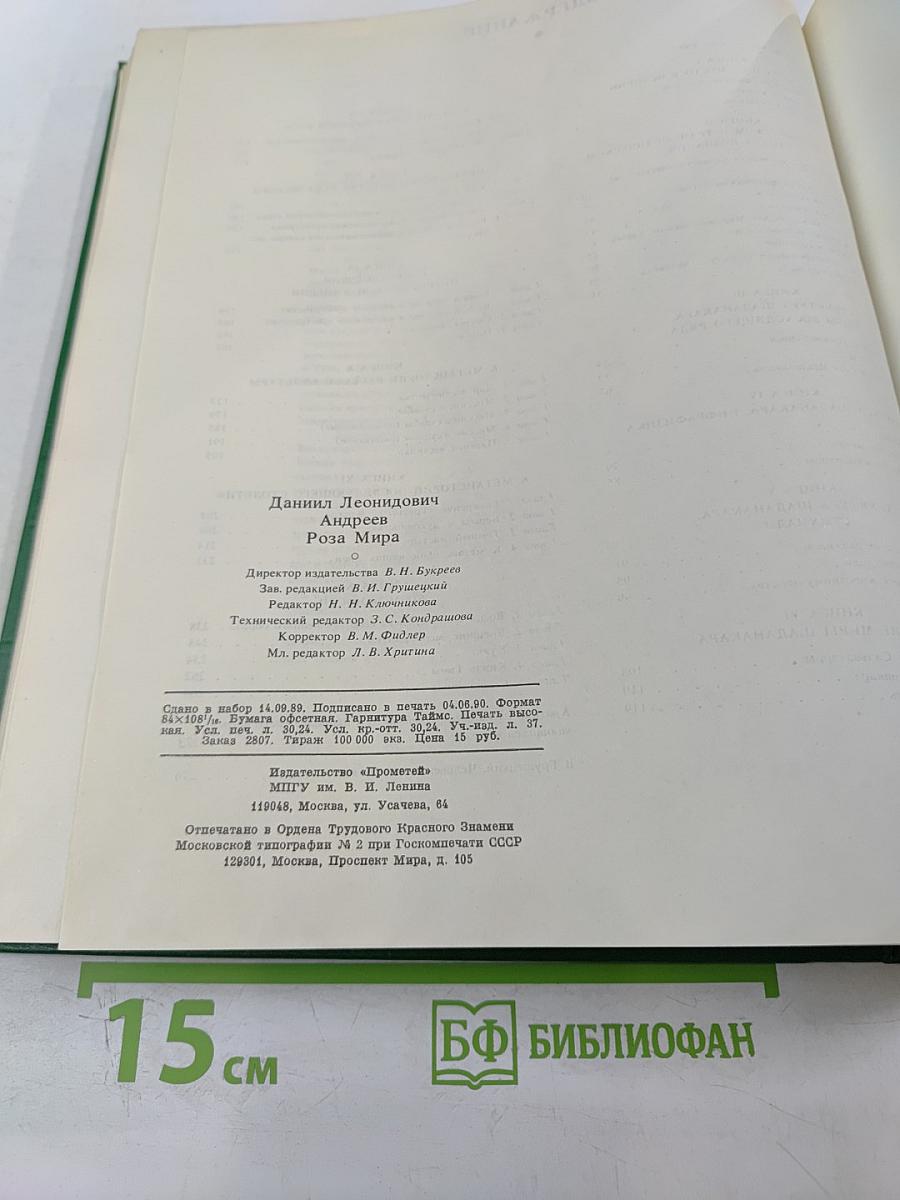 Даниил Леонидович
Андреев
Роза Мира
Директор издательства В. Н. Букреев
Зав. редакцией В. И. Грушецкий
Редактор Н. Н. Ключникова
Технический редактор З. С. Кондрашова
Корректор В. М. Фидлер
Мл. редактор Л. В. Хригина
Сдано в набор 14.09.89. Подписано в печать 04.06.90. Формат
84×108¹/₁₆. Бумага офсетная. Гарнитура Таймс. Печать высо-
кая. Усл. печ. л. 30,24. Усл. кр.-отт. 30,24. Уч.-изд. л. 37.
Заказ 2807. Тираж 100 000 экз. Цена 15 руб.
Издательство «Прометей»
МПГУ им. В. И. Ленина
119048, Москва, ул. Усачева, 64
Отпечатано в Ордена Трудового Красного Знамени
Московской типографии № 2 при Госкомпечати СССР
129301, Москва, Проспект Мира, д. 105
15 см
БФ БИБЛИОФАН